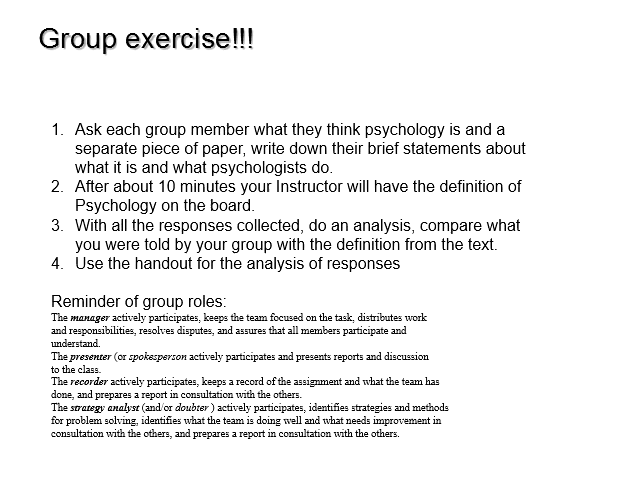 Group exercise!!!
1. Ask each group member what they think psychology is and a
separate piece of paper, write down their brief statements about
what it is and what psychologists do.
2. After about 10 minutes your Instructor will have the definition of
Psychology on the board.
3. With all the responses collected, do an analysis, compare what
you were told by your group with the definition from the text.
4. Use the handout for the analysis of responses
Reminder of group roles:
The manager actively participates, keeps the team focused on the task, distributes work
and responsibilities, resolves disputes, and assures that all members participate and
understand.
The presenter (or spokesperson actively participates and presents reports and discussion
to the class.
The recorder actively participates, keeps a record of the assignment and what the team has
done, and prepares a report in consultation with the others.
The strategy analyst (and/or doubter ) actively participates, identifies strategies and methods
for problem solving, identifies what the team is doing well and what needs improvement in
consultation with the others, and prepares a report in consultation with the others.